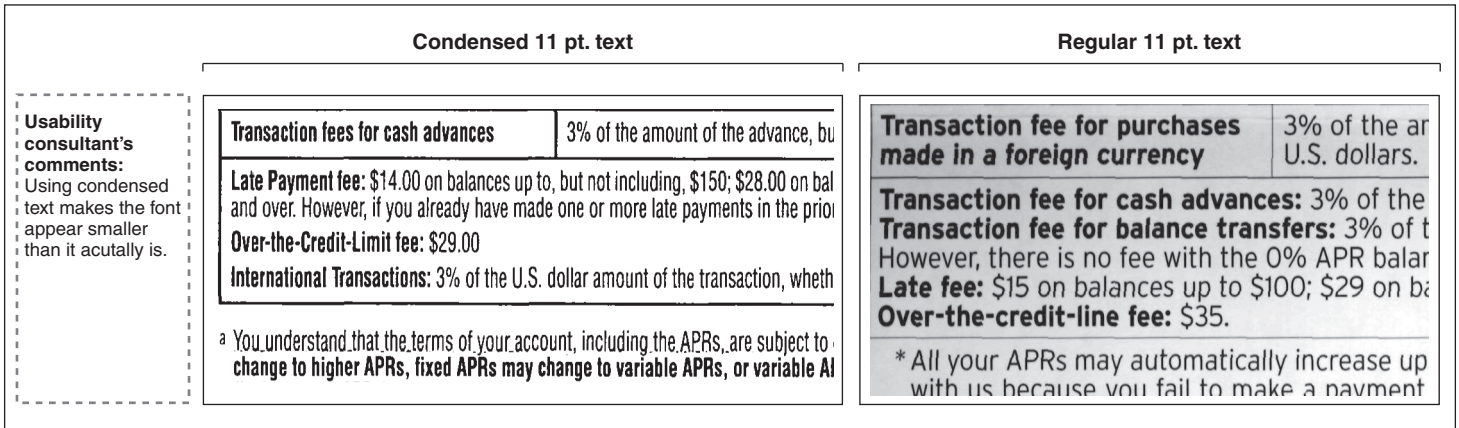 Condensed 11 pt. text
Regular 11 pt. text
Usability
consultant's
comments:
Using condensed
text makes the font
appear smaller
than it acutally is.
Transaction fees for cash advances
3% of the amount of the advance, bu
Late Payment fee: $14.00 on balances up to, but not including, $150; $28.00 on bal
and over. However, if you already have made one or more late payments in the prior
Over-the-Credit-Limit fee: $29.00
International Transactions: 3% of the U.S. dollar amount of the transaction, wheth
a You understand that the terms of your account, including the APRs, are subject to
change to higher APRs, fixed APRs may change to variable APRs, or variable
Transaction fee for purchases
made in a foreign currency
3% of the
U.S. dollars.
Transaction fee for cash advances: 3% of the
Transaction fee for balance transfers: 3% of
However, there is no fee with the 0% APR
Late fee: $15 on balances up to $100; $29 on
Over-the-credit-line fee: $35.
* All your APRs may automatically increase up
with us because you fail to make a payment